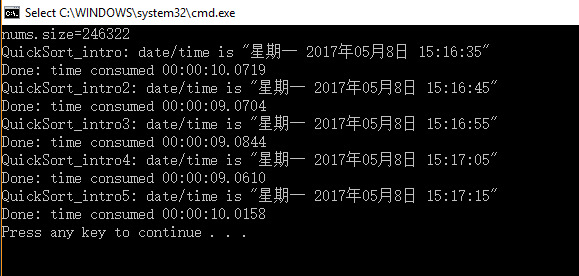 Select C:\WINDOWS\system32\cmd.exe
nums.size=246322
QuickSort_intro: date/time is "星期一 2017年05月8日 15:16:35"
Done: time consumed 00:00:10.0719
QuickSort_intro2: date/time is "星期一 2017年05月8日 15:16:45"
Done: time consumed 00:00:09.0704
QuickSort_intro3: date/time is "星期一 2017年05月8日 15:16:55"
Done: time consumed 00:00:09.0844
QuickSort_intro4: date/time is "星期一 2017年05月8日 15:17:05"
Done: time consumed 00:00:09.0610
QuickSort_intro5: date/time is "星期一 2017年05月8日 15:17:15"
Done: time consumed 00:00:10.0158
Press any key to continue . . .